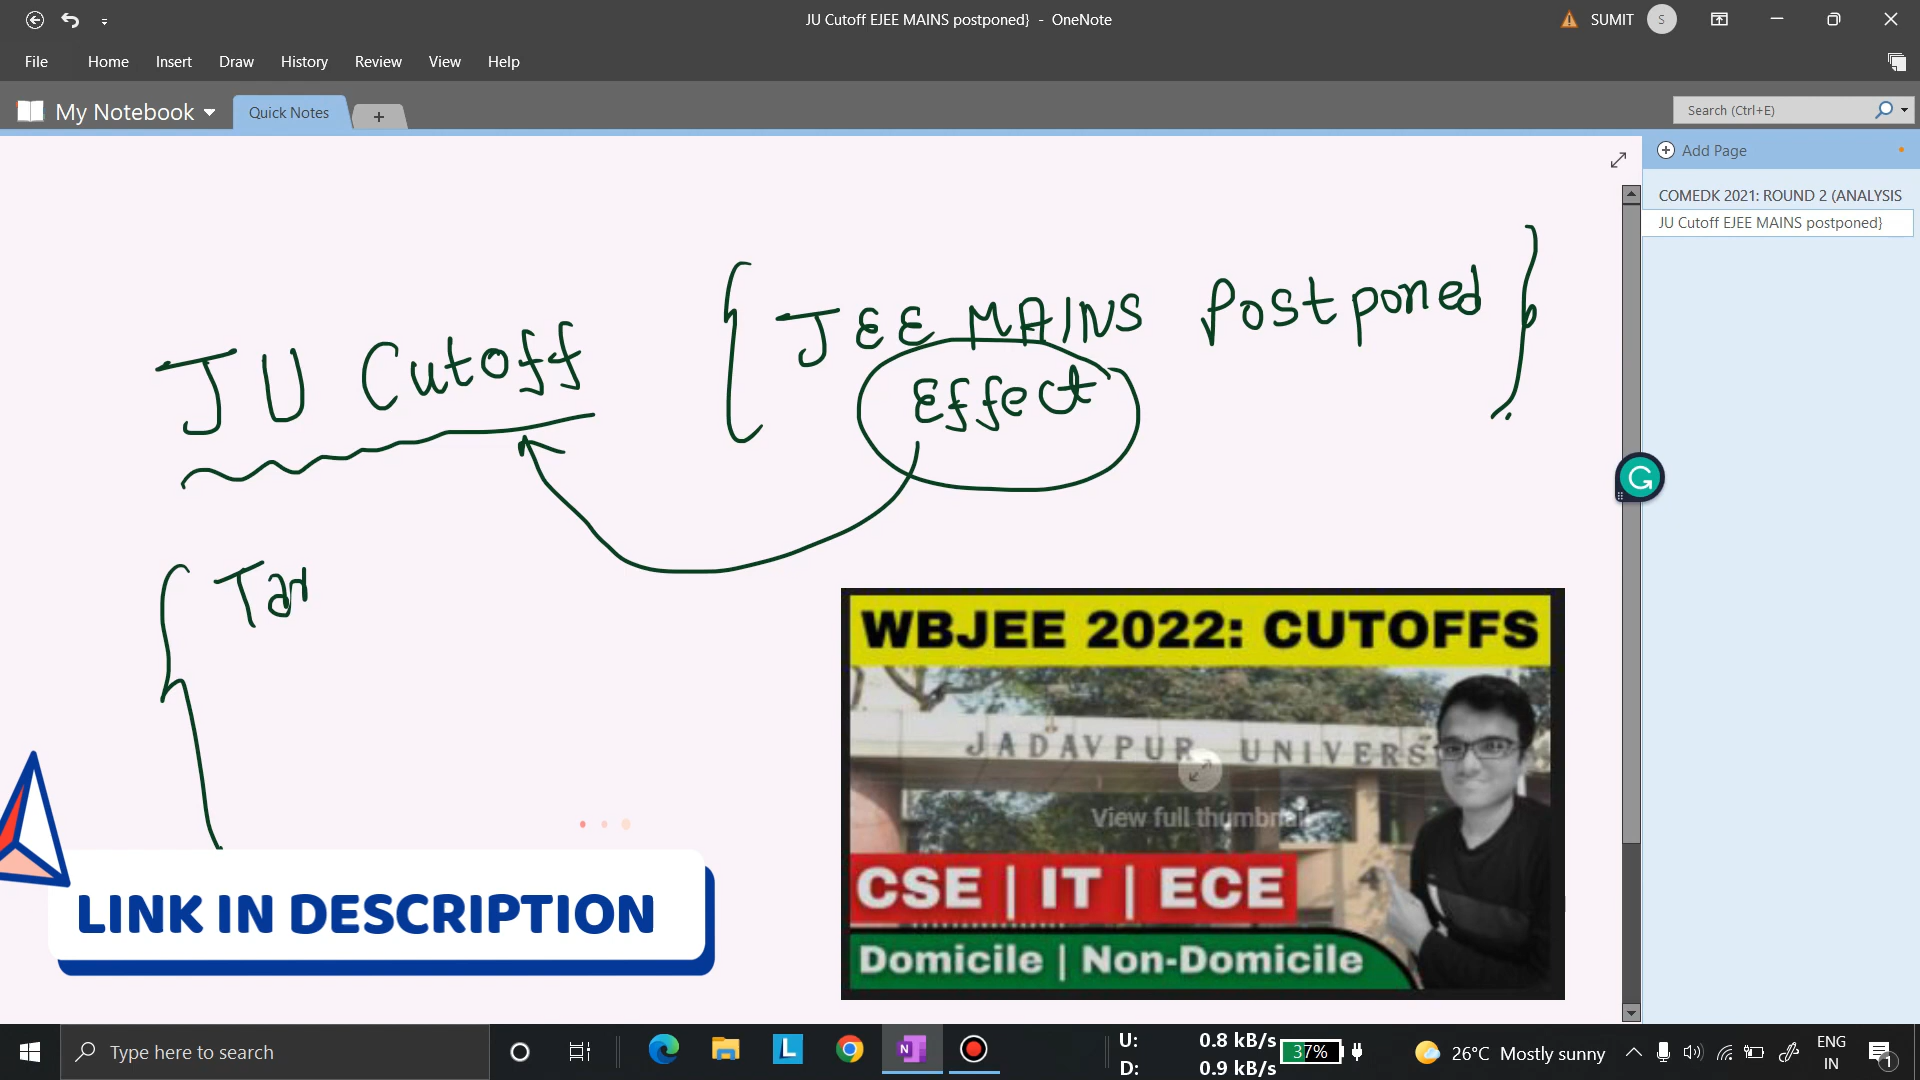 JU Cutoff EJEE MAINS postponed} - OneNote
SUMIT
S
File Home Insert Draw History Review View Help
My Notebook
Quick Notes
+
Search (Ctrl+E)
Add Page
COMEDK 2021: ROUND 2 (ANALYSIS
JU Cutoff EJEE MAINS postponed}
JU Cutoff
{ JEE MAINS Postponed }
Effect
{ Tar
G
WBJEE 2022: CUTOFFS
JADAVPUR UNIVERS
View full thumbnail
CSE | IT | ECE
Domicile | Non-Domicile
LINK IN DESCRIPTION
Type here to search
L
N
U: 0.8 kB/s
D: 0.9 kB/s
37%
26°C Mostly sunny
ENG
IN
1